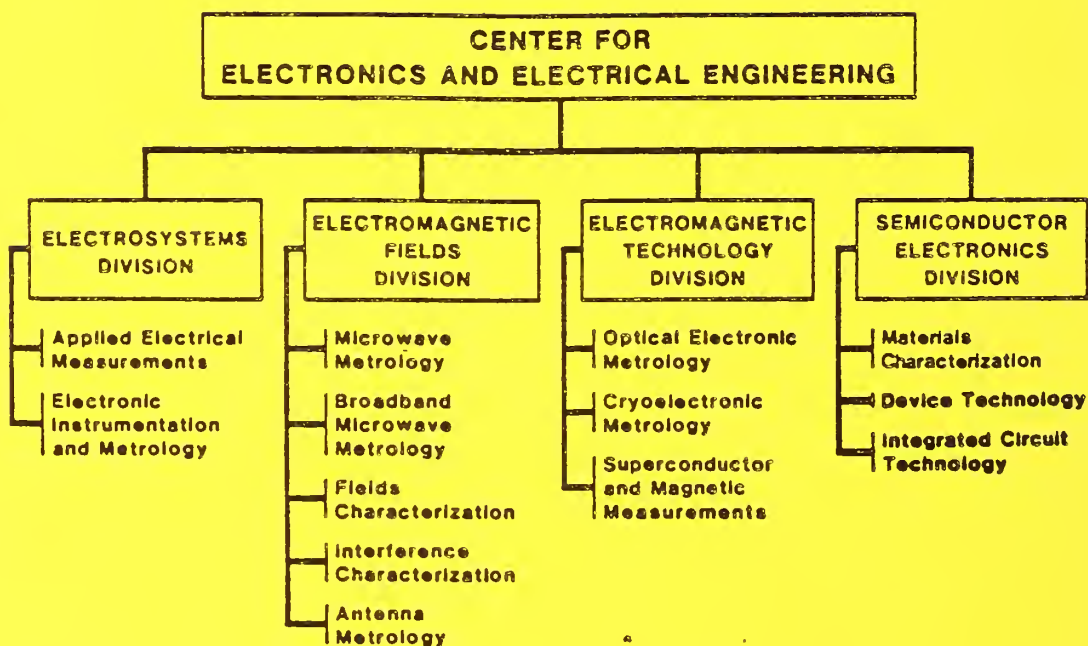 CENTER FOR
ELECTRONICS AND ELECTRICAL ENGINEERING
ELECTROSYSTEMS
DIVISION
Applied Electrical
Measurements
Electronic
Instrumentation
and Metrology
ELECTROMAGNETIC
FIELDS
DIVISION
Microwave
Metrology
Broadband
Microwave
Metrology
Fields
Characterization
Interference
Characterization
Antenna
Metrology
ELECTROMAGNETIC
TECHNOLOGY
DIVISION
Optical Electronic
Metrology
Cryoelectronic
Metrology
Superconductor
and Magnetic
Measurements
SEMICONDUCTOR
ELECTRONICS
DIVISION
Materials
Characterization
Device Technology
Integrated Circuit
Technology